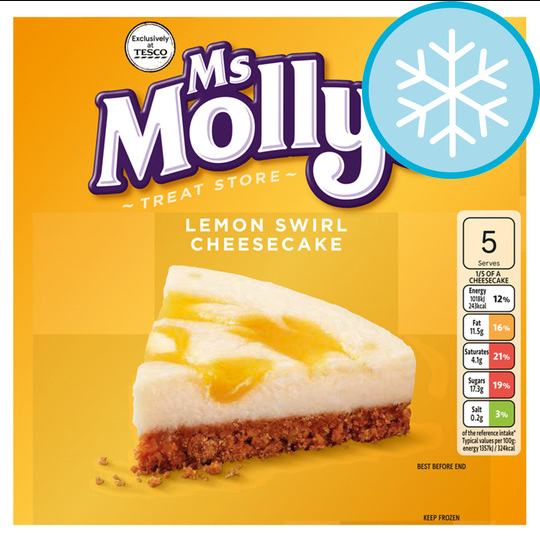 Exclusively
at
TESCO
Ms
Molly
~ TREAT STORE ~
LEMON SWIRL
CHEESECAKE
5
Serves
1/5 OF A
CHEESECAKE
Energy
1018kJ
243kcal
12%
Fat
11.5g
16%
Saturates
4.1g
21%
Sugars
17.3g
19%
Salt
0.2g
3%
of the reference intake*
Typical values per 100g:
energy 1357kJ / 324kcal
BEST BEFORE END
KEEP FROZEN